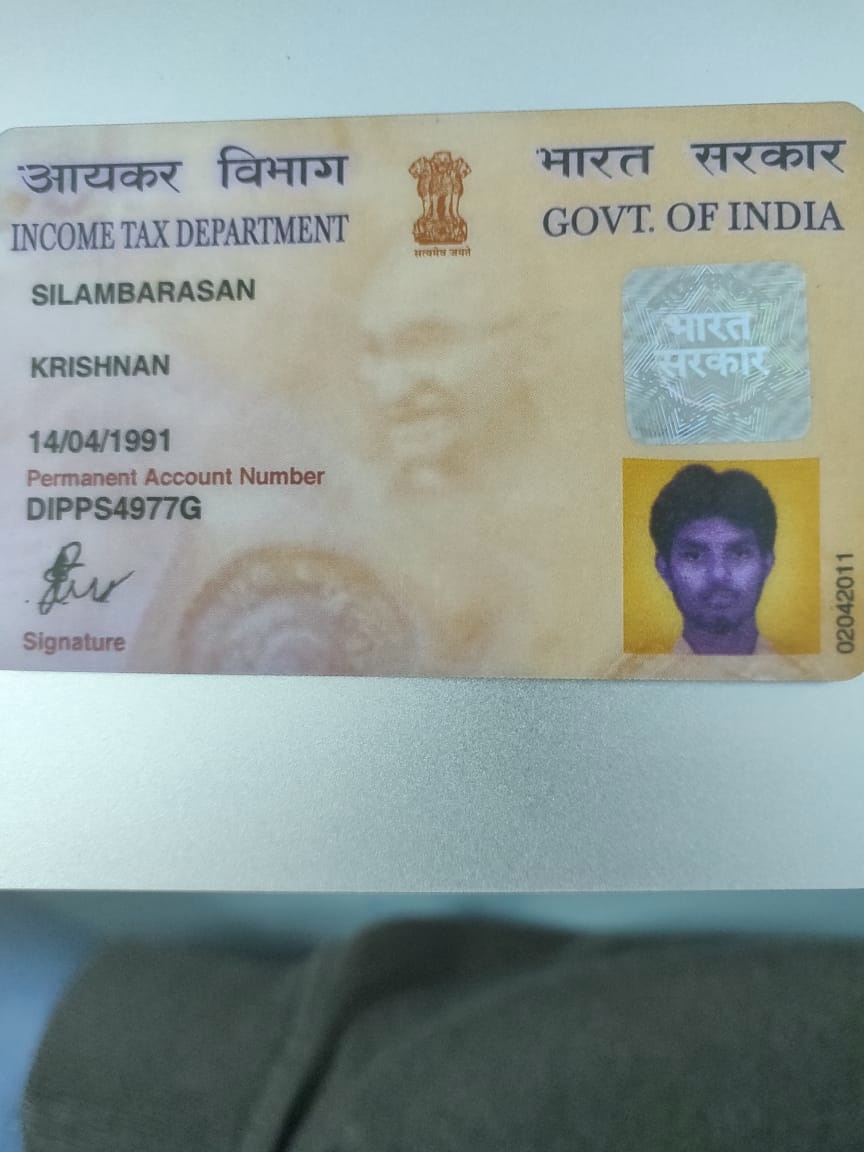 आयकर विभाग
INCOME TAX DEPARTMENT
सत्यमेव जयते
भारत सरकार
GOVT. OF INDIA
SILAMBARASAN
KRISHNAN
14/04/1991
Permanent Account Number
DIPPS4977G
Signature
भारत
सरकार
02042011